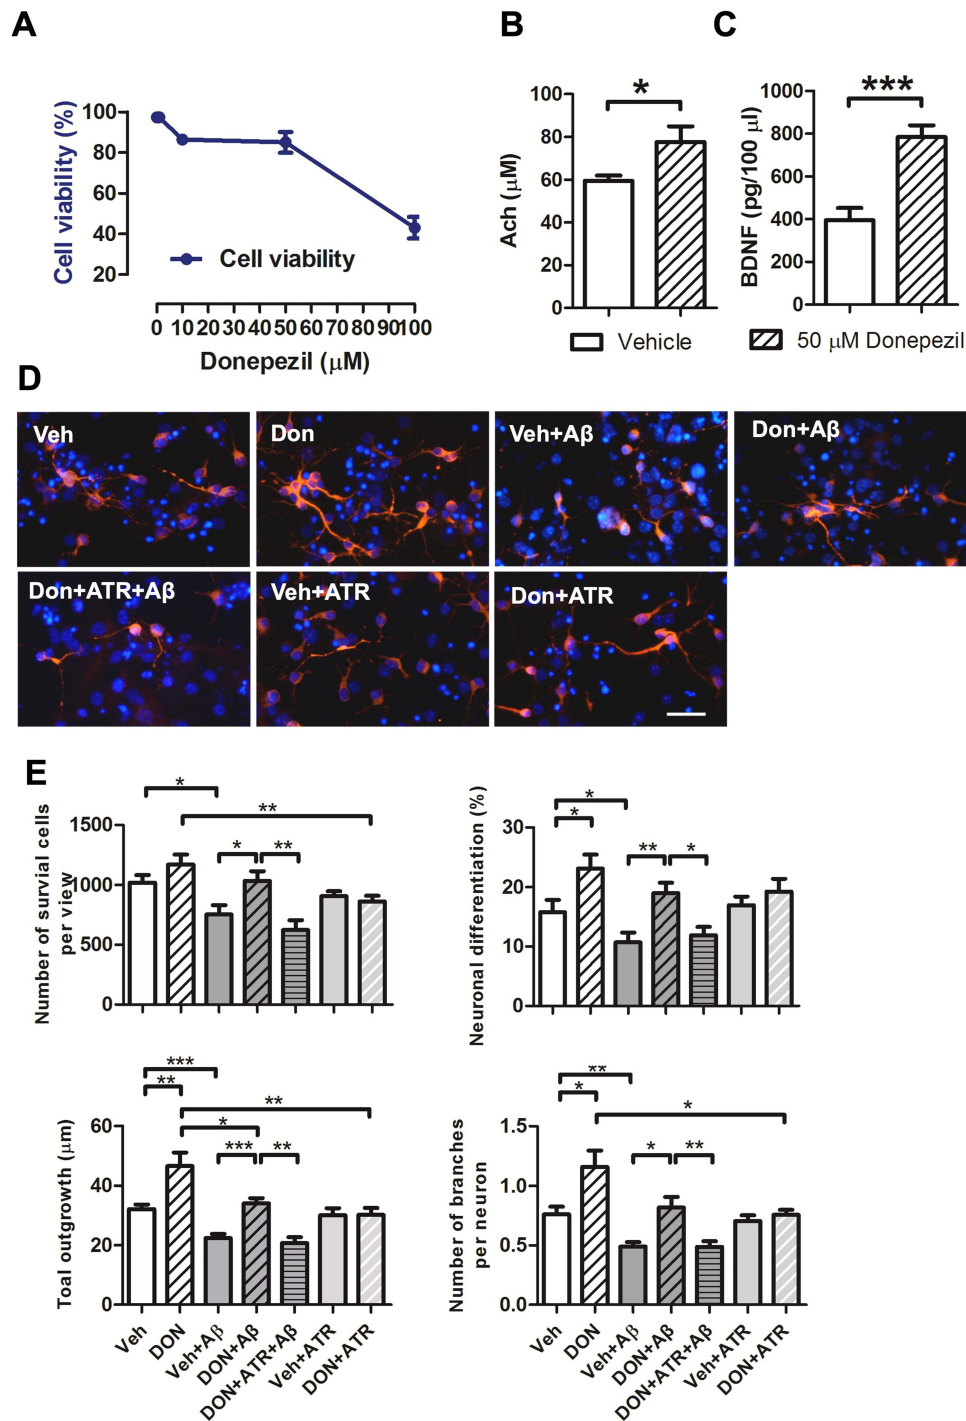 A
B
C
Cell viability (%)
100
80
60
40
20
Cell viability
0 10 20 30 40 50 60 70 80 90 100
Donepezil (μM)
Ach (μM)
100
80
60
40
20
0
*
BDNF (pg/100 μl)
1000
800
600
400
200
0
***
Vehicle
50 μM Donepezil
D
Veh
Don
Veh+Aβ
Don+Aβ
Don+ATR+Aβ
Veh+ATR
Don+ATR
E
Number of survial cells
per view
1500
1000
500
0
*
**
*
**
Neuronal differentiation (%)
30
20
10
0
*
*
**
*
Toal outgrowth (μm)
60
40
20
0
***
**
**
*
***
**
Veh
DON
Veh+Aβ
DON+Aβ
DON+ATR+Aβ
Veh+ATR
DON+ATR
Number of branches
per neuron
1.5
1.0
0.5
0.0
**
*
*
*
**
Veh
DON
Veh+Aβ
DON+Aβ
DON+ATR+Aβ
Veh+ATR
DON+ATR